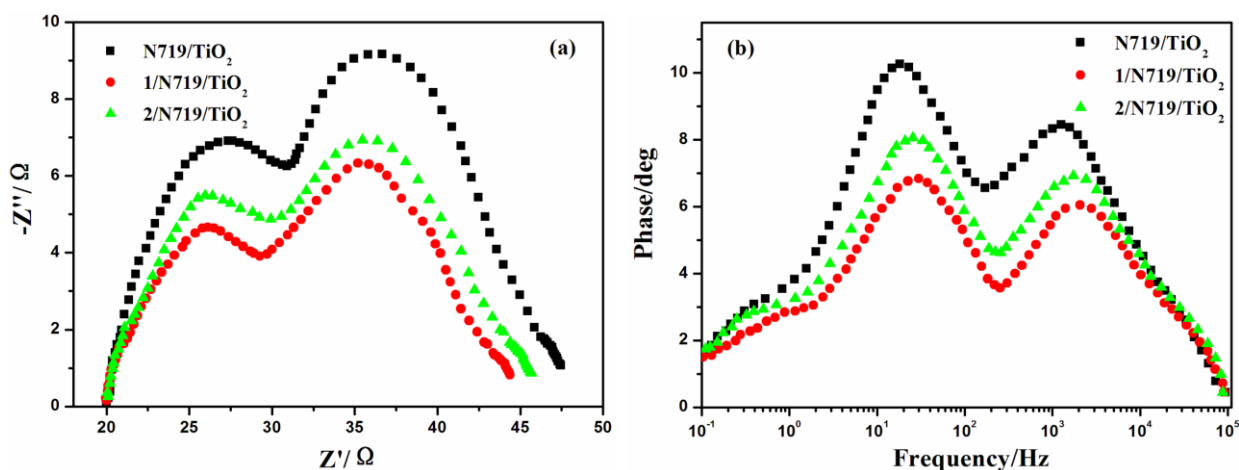 10
8
6
4
2
0
-Z''/ Ω
N719/TiO₂
1/N719/TiO₂
2/N719/TiO₂
(a)
20 25 30 35 40 45 50
Z'/ Ω
10
8
6
4
2
0
Phase/deg
(b)
N719/TiO₂
1/N719/TiO₂
2/N719/TiO₂
10⁻¹ 10⁰ 10¹ 10² 10³ 10⁴ 10⁵
Frequency/Hz